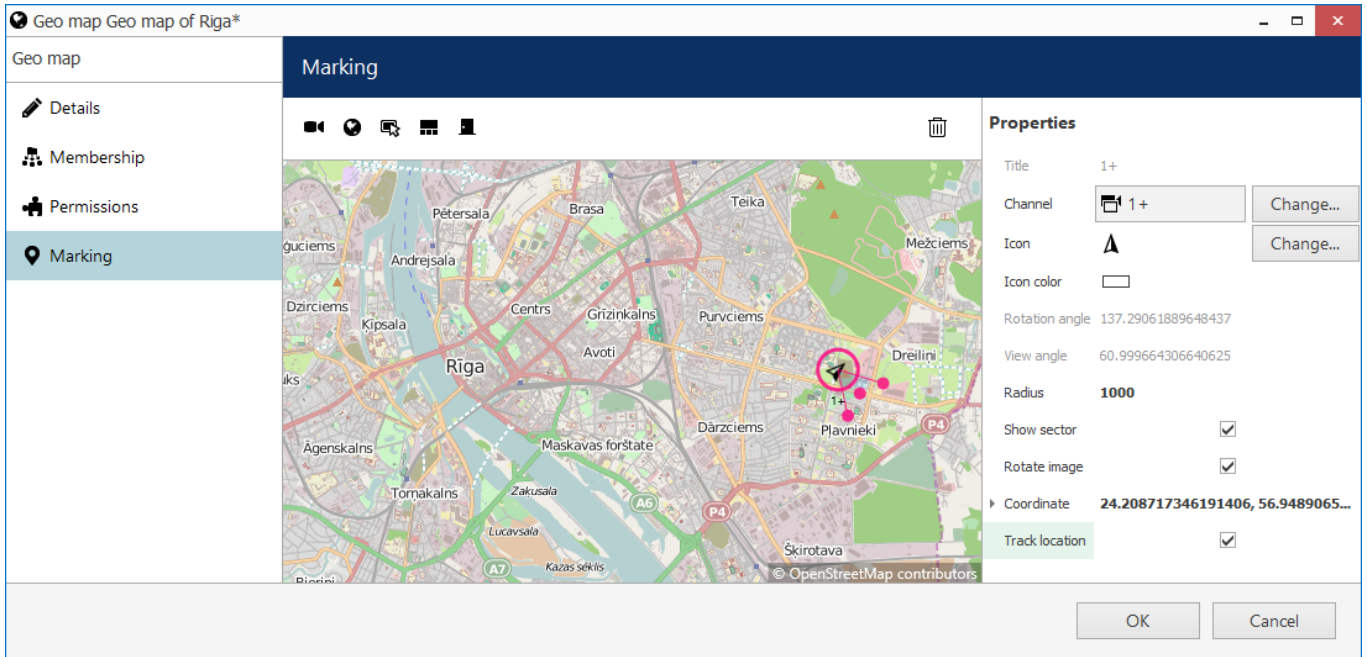 Geo map Geo map of Riga*
Geo map
Details
Membership
Permissions
Marking
Marking
Pētersala
Brasa
Teika
Mežciems
guciems
Andrejsala
Dzirciems
Ķīpsala
Centrs
Grīziņkalns
Purvciems
Avoti
Dreiliņi
Rīga
uks
1+
Āgenskalns
Dārzciems
Pļavnieki
P4
Maskavas forštate
Torņakalns
Zaķusala
A6
P4
Lucavsala
Šķirotava
A7
Kazas sēklis
© OpenStreetMap contributors
Properties
Title 1+
Channel 1+ Change...
Icon Change...
Icon color
Rotation angle 137.29061889648437
View angle 60.999664306640625
Radius 1000
Show sector
Rotate image
Coordinate 24.208717346191406, 56.9489065...
Track location
OK Cancel